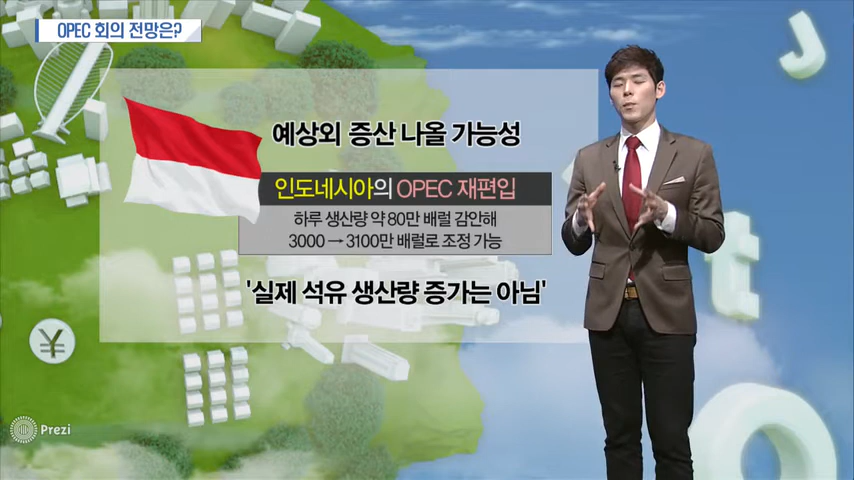 OPEC 회의 전망은?
예상외 증산 나올 가능성
인도네시아의 OPEC 재편입
하루 생산량 약 80만 배럴 감안해
3000 → 3100만 배럴로 조정 가능
'실제 석유 생산량 증가는 아님'
¥
Prezi
J
t
O